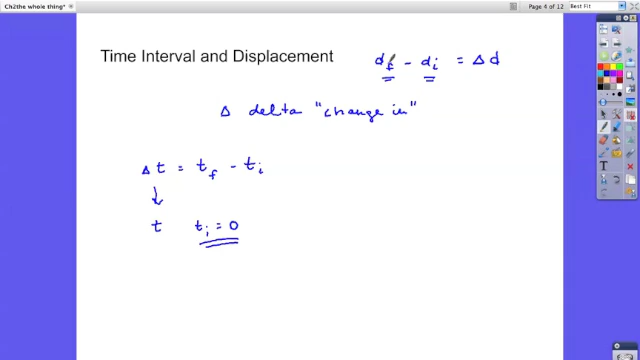 Ch2the whole thing*
Page 4 of 12
Best Fit
Time Interval and Displacement
df - di = Δd
Δ delta "change in"
Δt = tf - ti
↓
t ti = 0
T